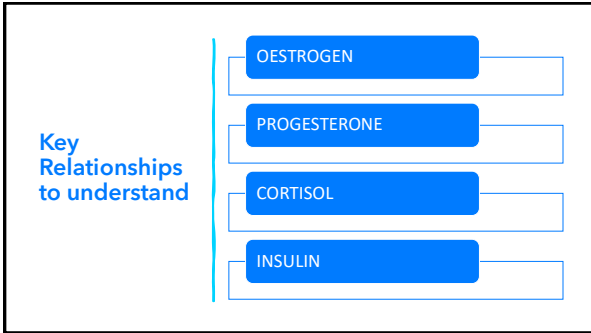 Key
Relationships
to understand
OESTROGEN
PROGESTERONE
CORTISOL
INSULIN